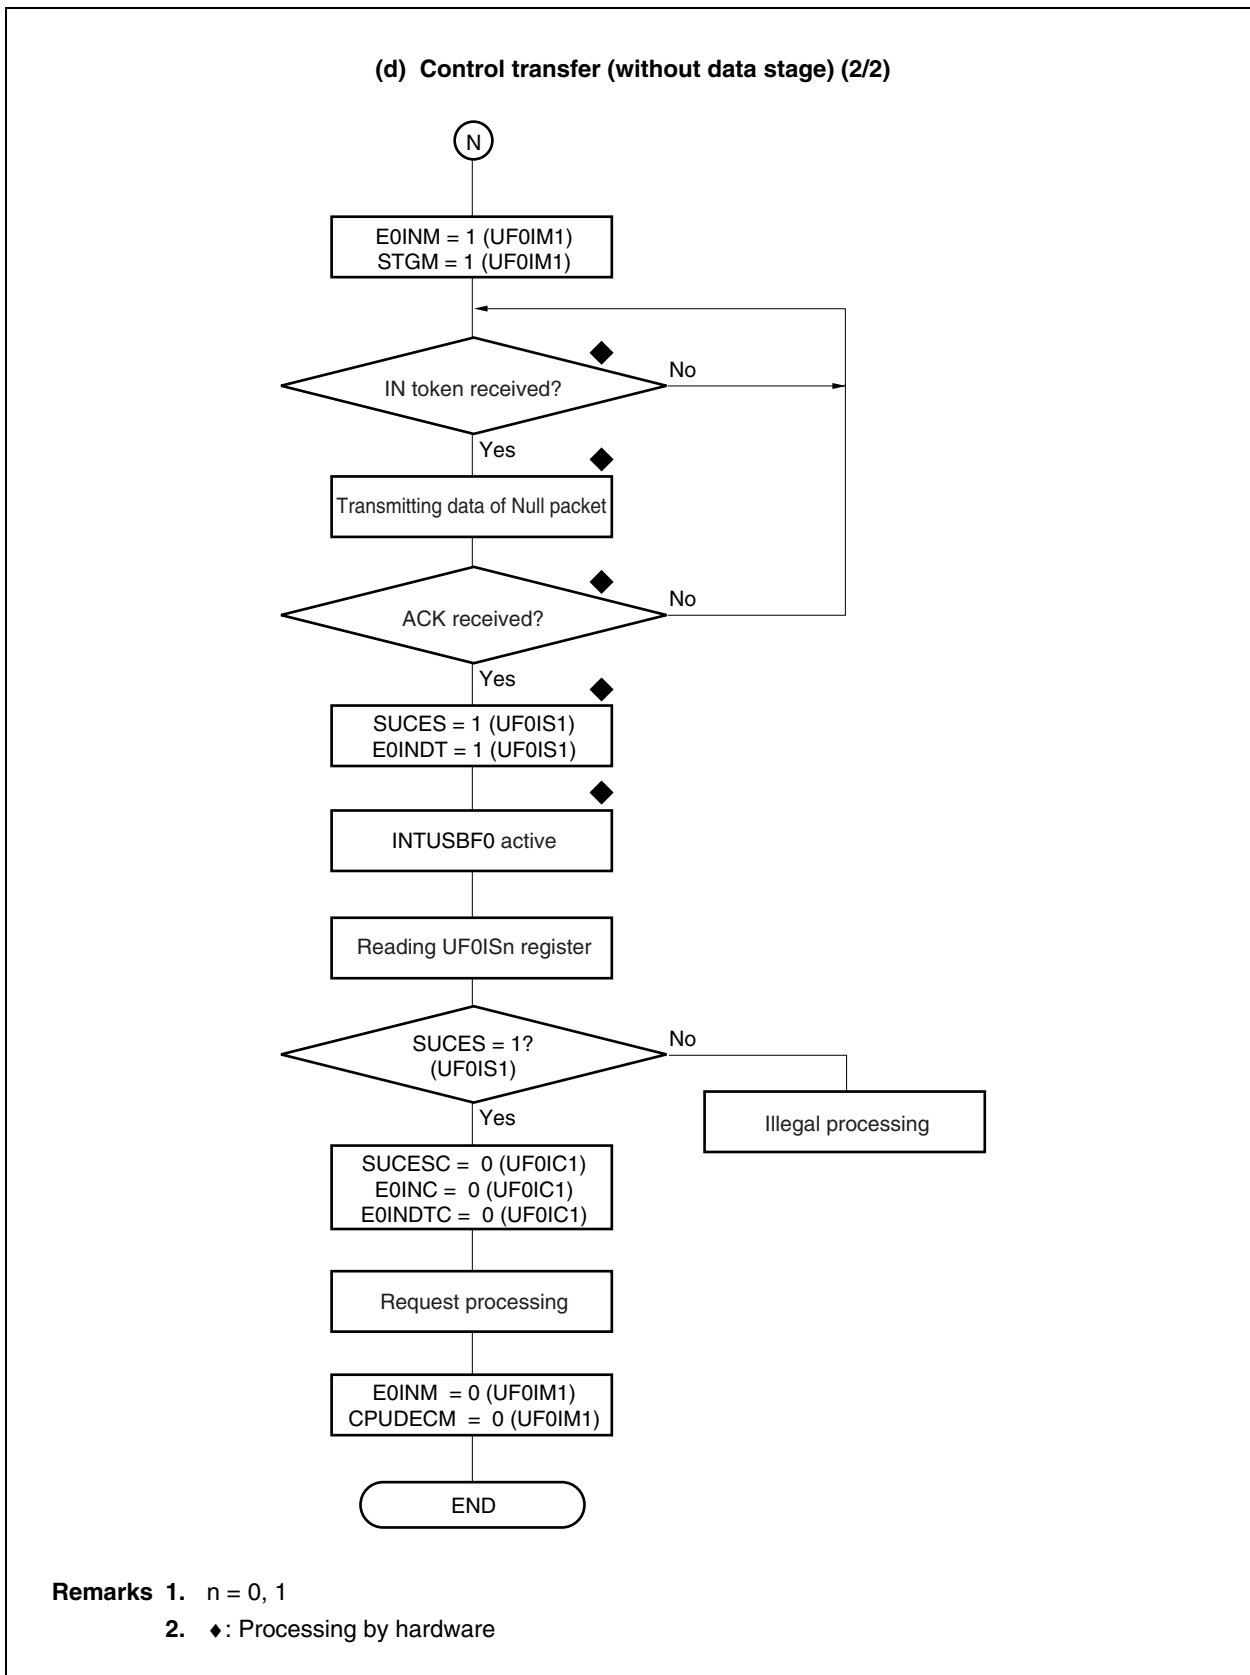 (d) Control transfer (without data stage) (2/2)
N
E0INM = 1 (UF0IM1)
STGM = 1 (UF0IM1)
IN token received?
No
Yes
Transmitting data of Null packet
ACK received?
No
Yes
SUCES = 1 (UF0IS1)
E0INDT = 1 (UF0IS1)
INTUSBF0 active
Reading UF0ISn register
SUCES = 1?
(UF0IS1)
No
Yes
Illegal processing
SUCESC = 0 (UF0IC1)
E0INC = 0 (UF0IC1)
E0INDTC = 0 (UF0IC1)
Request processing
E0INM = 0 (UF0IM1)
CPUDECM = 0 (UF0IM1)
END
Remarks 1. n = 0, 1
2. ♦: Processing by hardware